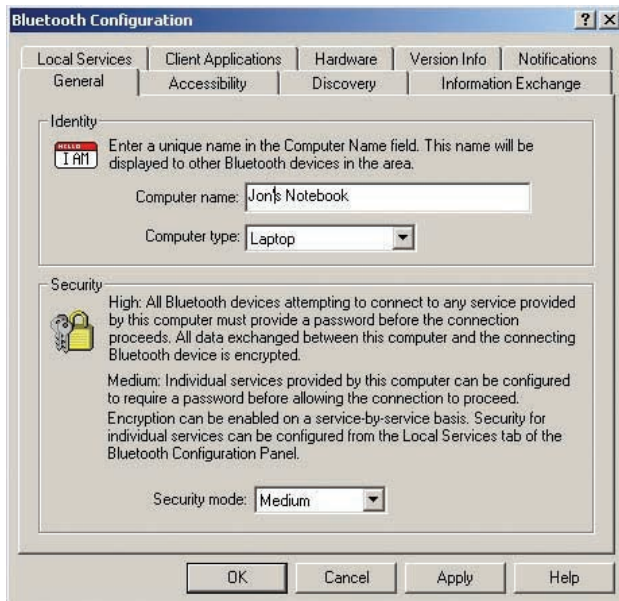 Bluetooth Configuration
Local Services Client Applications Hardware Version Info Notifications
General Accessibility Discovery Information Exchange
Identity
HELLO
I AM
Enter a unique name in the Computer Name field. This name will be
displayed to other Bluetooth devices in the area.
Computer name: Jon's Notebook
Computer type: Laptop
Security
High: All Bluetooth devices attempting to connect to any service provided
by this computer must provide a password before the connection
proceeds. All data exchanged between this computer and the connecting
Bluetooth device is encrypted.
Medium: Individual services provided by this computer can be configured
to require a password before allowing the connection to proceed.
Encryption can be enabled on a service-by-service basis. Security for
individual services can be configured from the Local Services tab of the
Bluetooth Configuration Panel.
Security mode: Medium
OK Cancel Apply Help